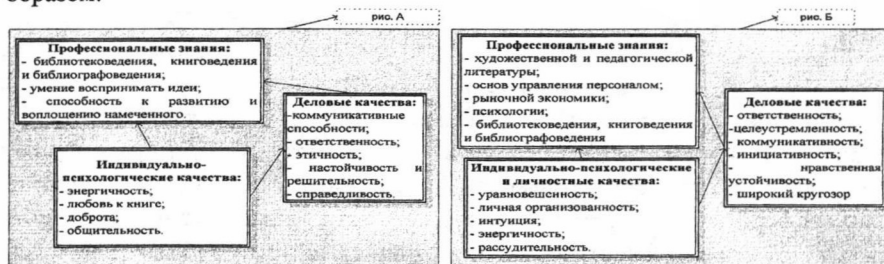 образом:
рис. А
Профессиональные знания:
- библиотековедения, книговедения
и библиографоведения;
- умение воспринимать идеи;
- способность к развитию и
воплощению намеченного.
Деловые качества:
-коммуникативные
способности;
- ответственность;
- этичность;
- настойчивость и
решительность;
- справедливость.
Индивидуально-
психологические качества:
- энергичность;
- любовь к книге;
- доброта;
- общительность.
рис. Б
Профессиональные знания:
- художественной и педагогической
литературы;
- основ управления персоналом;
- рыночной экономики;
- психологии;
- библиотековедения, книговедения и
библиографоведения
Деловые качества:
- ответственность;
-целеустремленность;
- коммуникативность;
- инициативность;
- нравственная
устойчивость;
- широкий кругозор
Индивидуально-психологические
и личностные качества:
- уравновешенность;
- личная организованность;
- интуиция;
- энергичность;
- рассудительность.